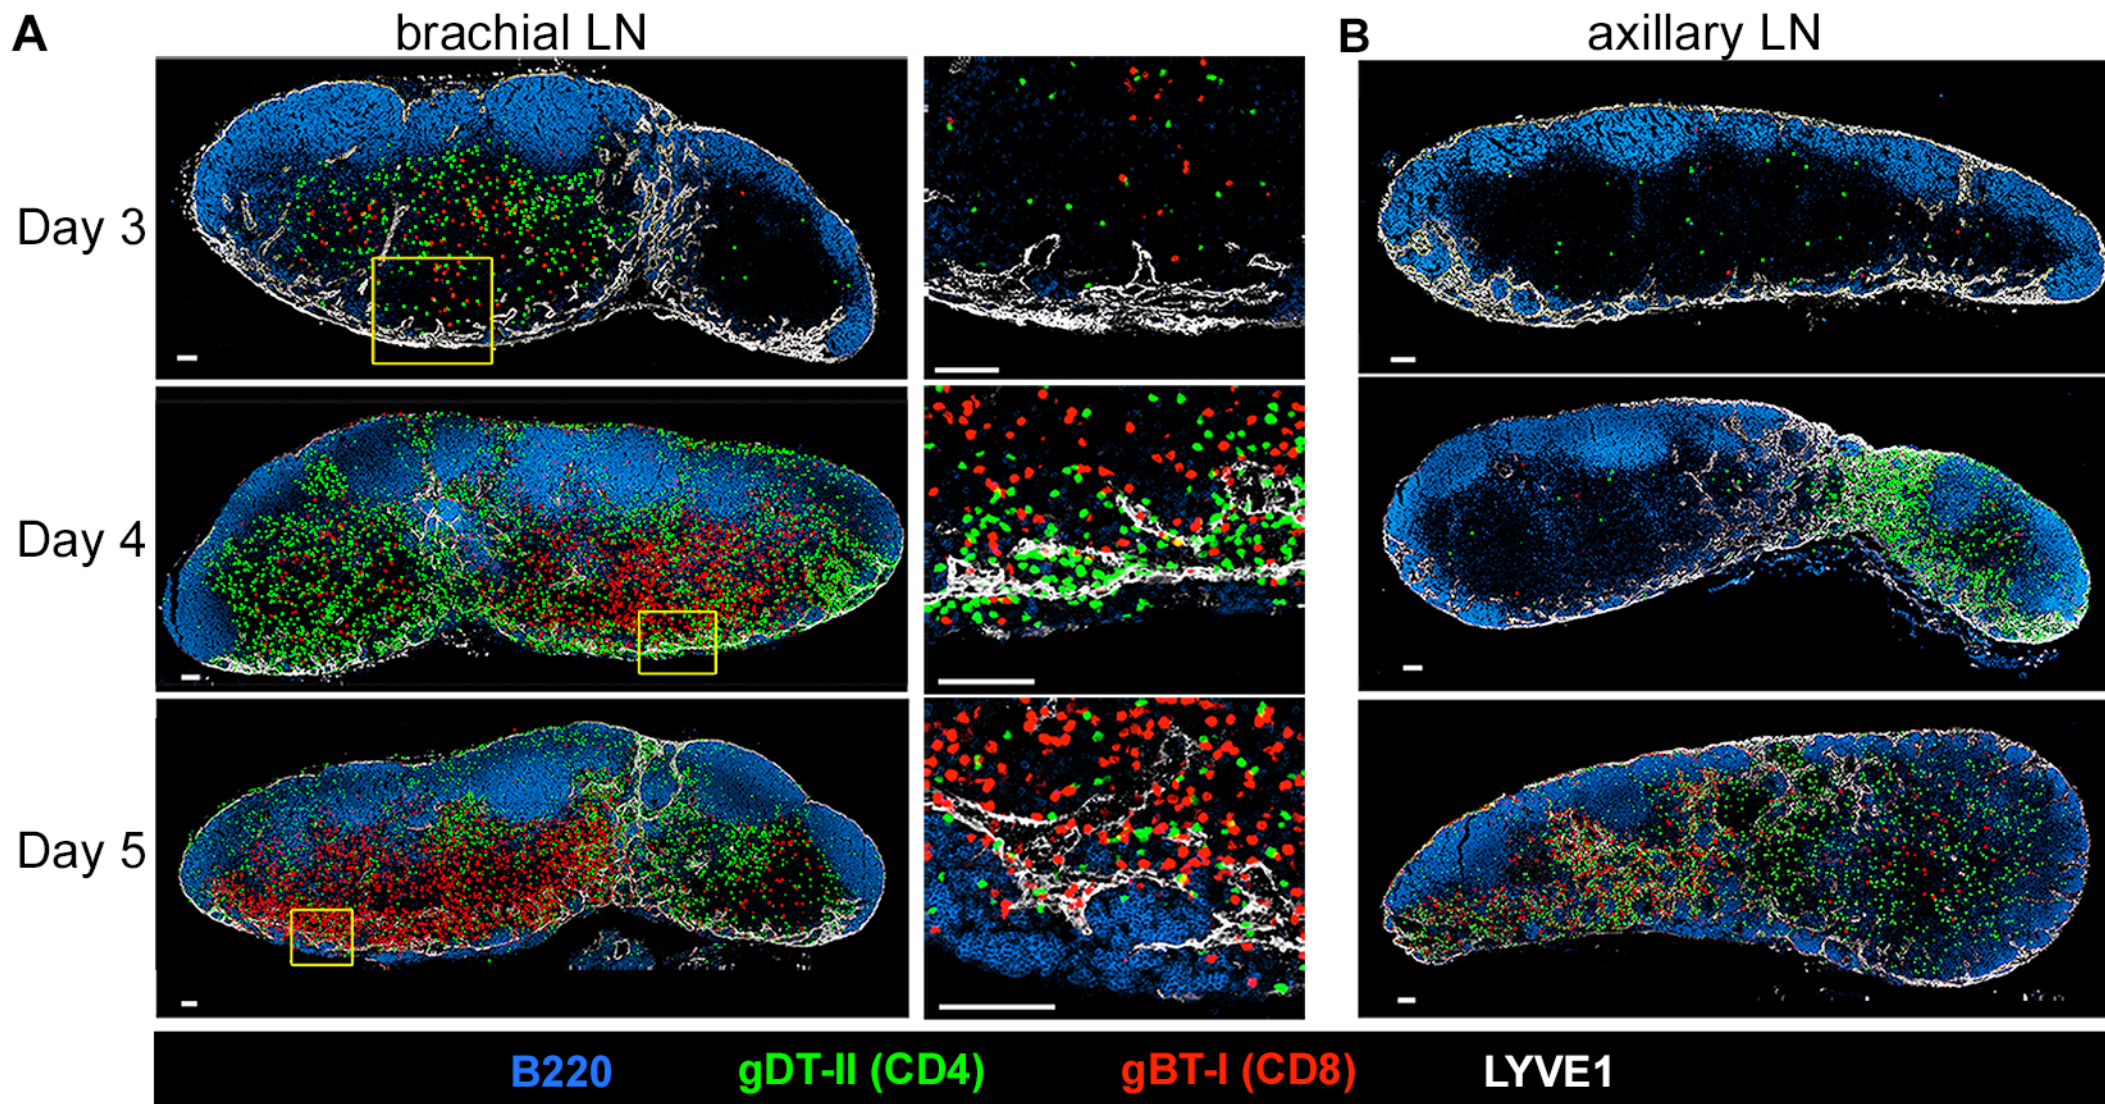 A brachial LN B axillary LN
Day 3
Day 4
Day 5
B220 gDT-II (CD4) gBT-I (CD8) LYVE1